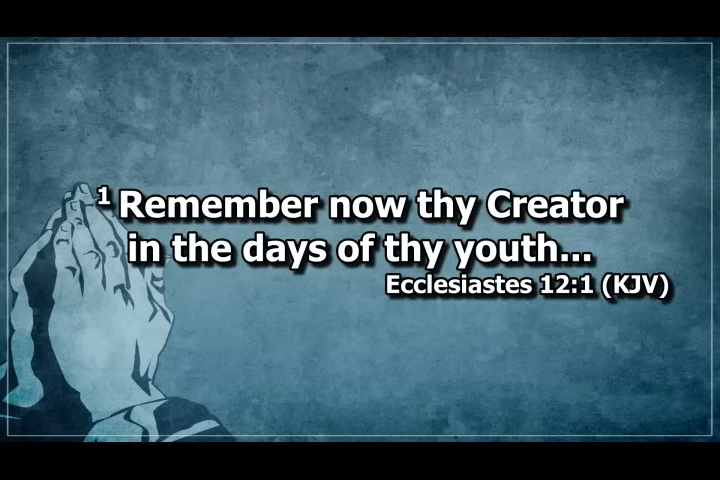 1 Remember now thy Creator
in the days of thy youth...
Ecclesiastes 12:1 (KJV)